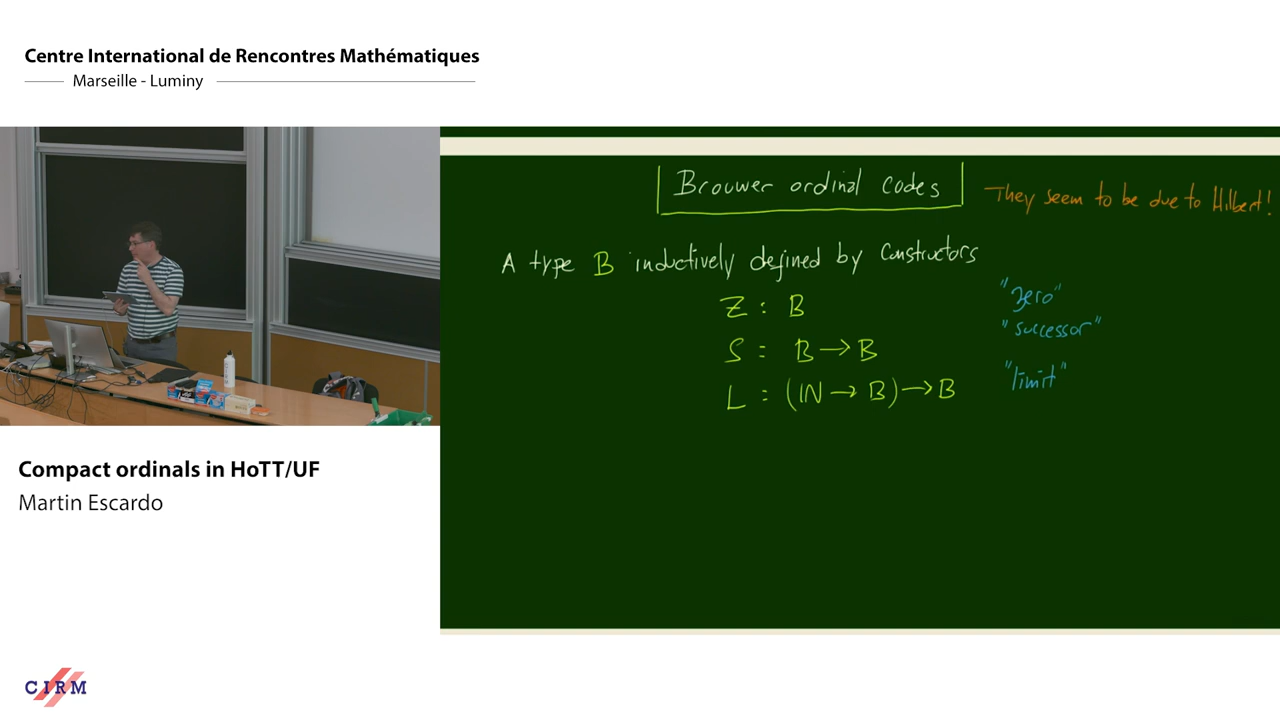 Centre International de Rencontres Mathématiques
Marseille - Luminy
Brouwer ordinal codes
They seem to be due to Hilbert!
A type B inductively defined by constructors
Z : B "zero"
S : B → B "successor"
L : (ℕ → B) → B "limit"
Compact ordinals in HoTT/UF
Martin Escardo
CIRM